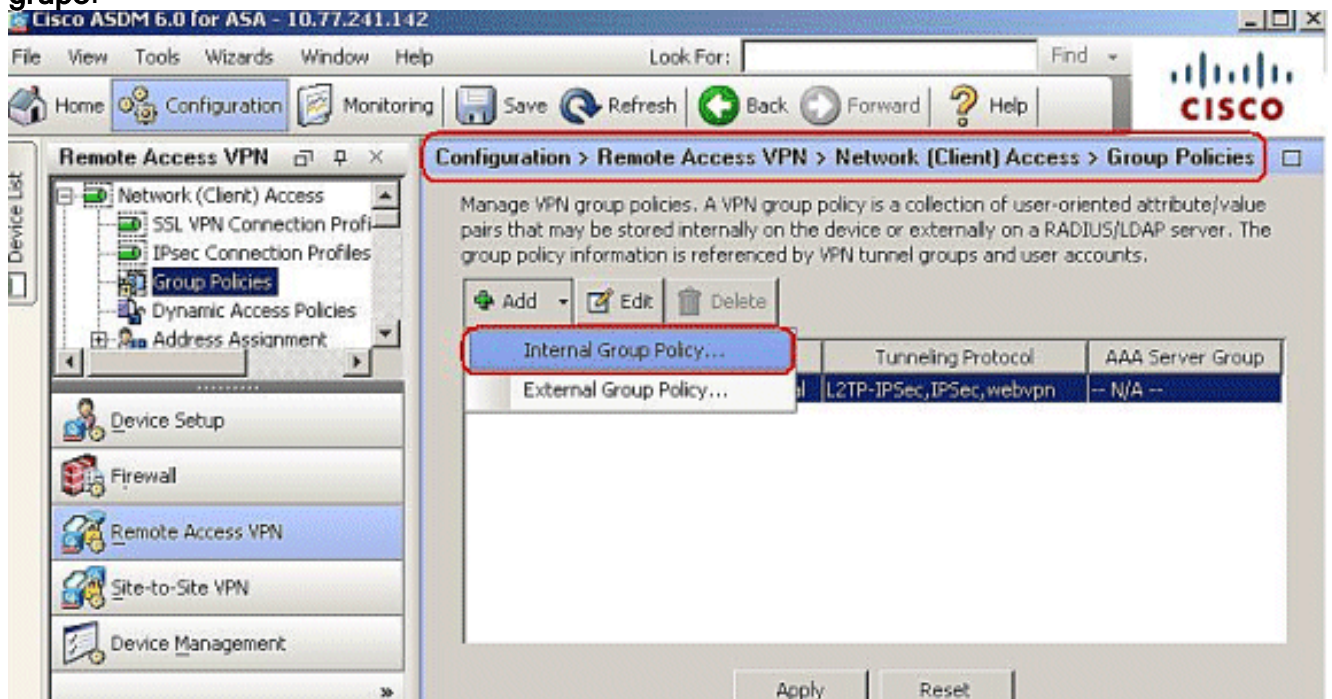 grupo.
Cisco ASDM 6.0 for ASA - 10.77.241.142
File View Tools Wizards Window Help Look For: Find
Home Configuration Monitoring Save Refresh Back Forward Help
CISCO
Device List
Remote Access VPN
Network (Client) Access
SSL VPN Connection Profi
IPsec Connection Profiles
Group Policies
Dynamic Access Policies
Address Assignment
Device Setup
Firewall
Remote Access VPN
Site-to-Site VPN
Device Management
»
Configuration > Remote Access VPN > Network (Client) Access > Group Policies
Manage VPN group policies. A VPN group policy is a collection of user-oriented attribute/value
pairs that may be stored internally on the device or externally on a RADIUS/LDAP server. The
group policy information is referenced by VPN tunnel groups and user accounts.
Add Edit Delete
Internal Group Policy...
External Group Policy...
Tunneling Protocol AAA Server Group
L2TP-IPSec,IPSec,webvpn -- N/A --
Apply Reset